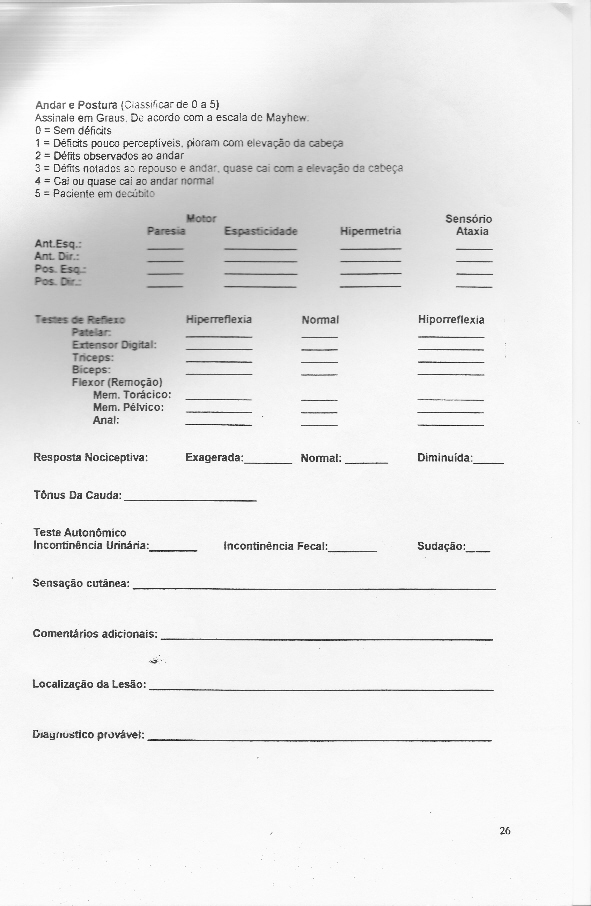 Andar e Postura (Classificar de 0 a 5)
Assinale em Graus. De acordo com a escala de Mayhew:
0 = Sem déficits
1 = Déficits pouco perceptíveis, pioram com elevação da cabeça
2 = Défits observados ao andar
3 = Défits notados ao repouso e andar, quase cai com a elevação da cabeça
4 = Cai ou quase cai ao andar normal
5 = Paciente em decúbito
Motor Sensório
Paresia Espasticidade Hipermetria Ataxia
Ant.Esq.:
Ant. Dir.:
Pos. Esq.:
Pos. Dir.:
Testes de Reflexo Hiperreflexia Normal Hiporreflexia
Patelar:
Extensor Digital:
Triceps:
Biceps:
Flexor (Remoção)
Mem. Torácico:
Mem. Pélvico:
Anal:
Resposta Nociceptiva: Exagerada: Normal: Diminuída:
Tônus Da Cauda:
Teste Autonômico
Incontinência Urinária: Incontinência Fecal: Sudação:
Sensação cutânea:
Comentários adicionais:
Localização da Lesão:
Diagnostico provável:
26